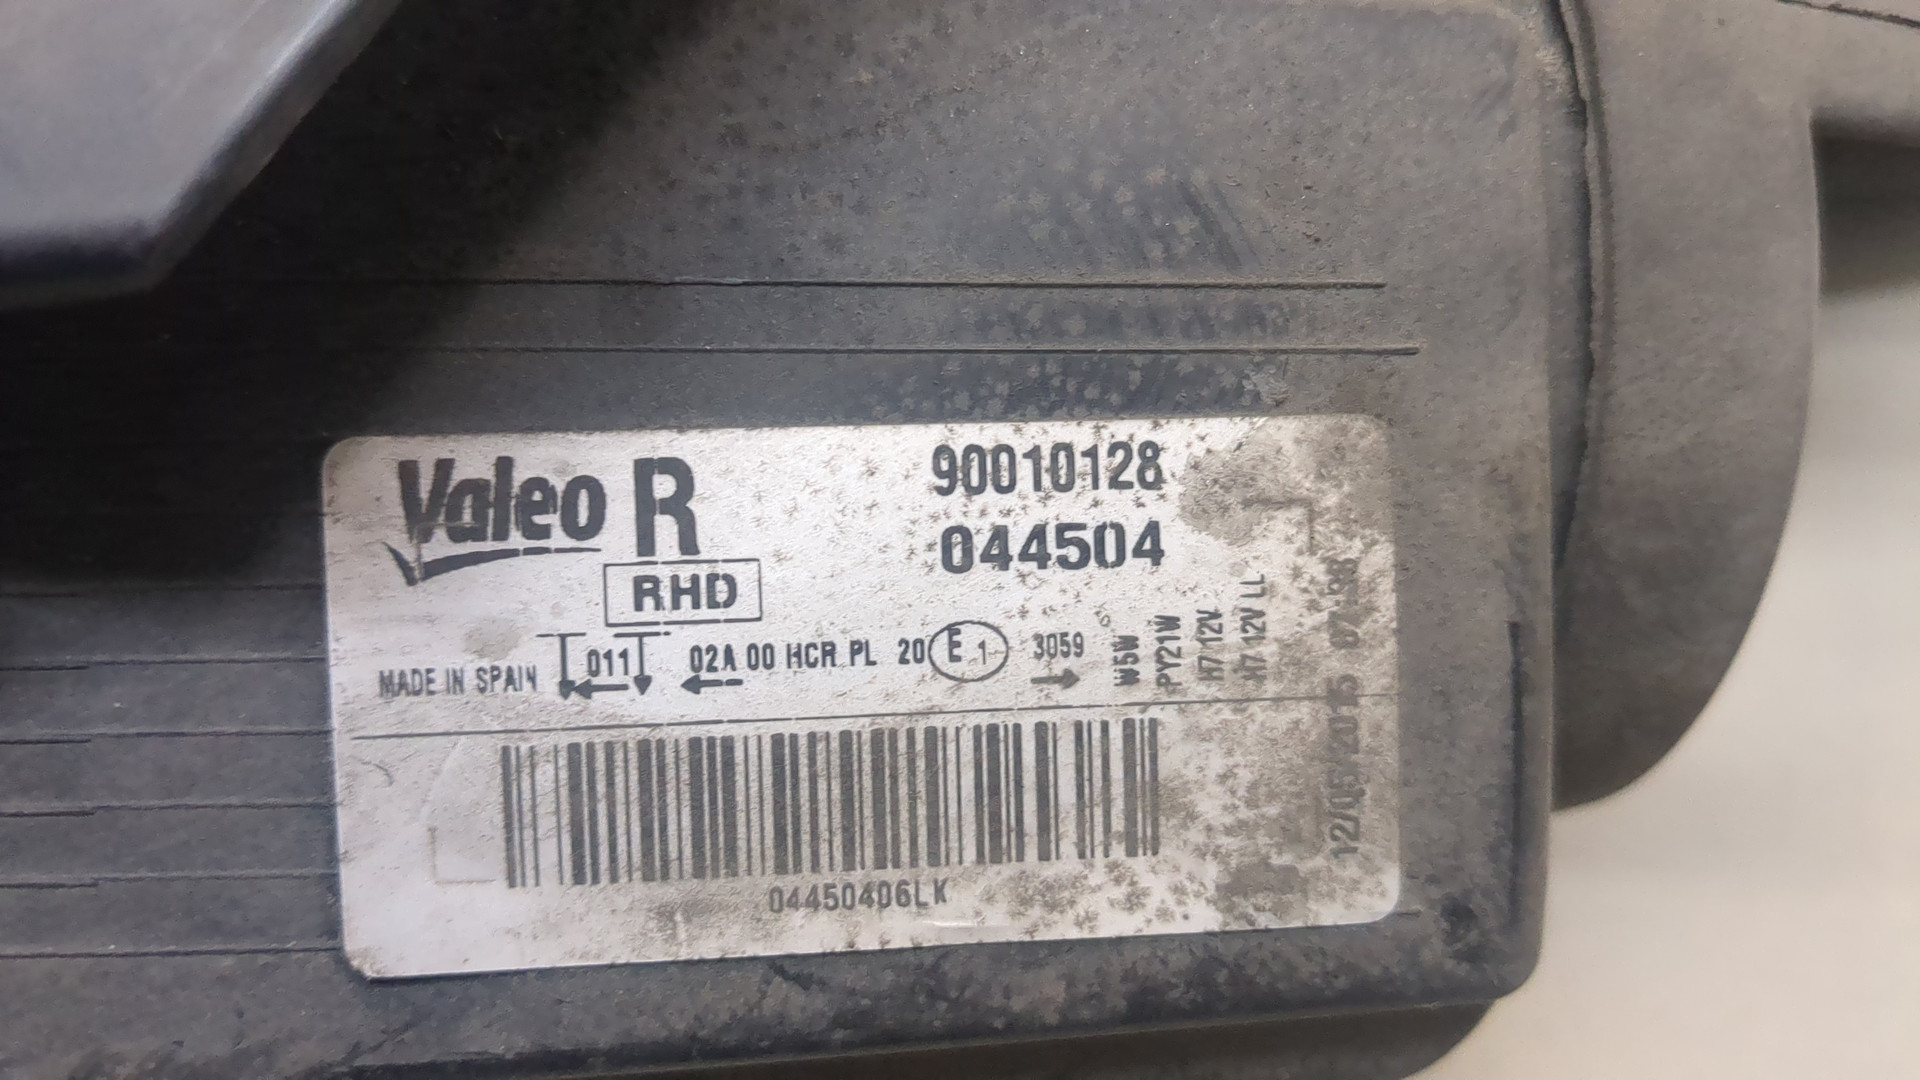 Valeo R
RHD
90010128
044504
MADE IN SPAIN
011
02A 00 HCR PL 20 E 1 3059
W5W
PY21W
H7 12V
H7 12V LL
04450406LK